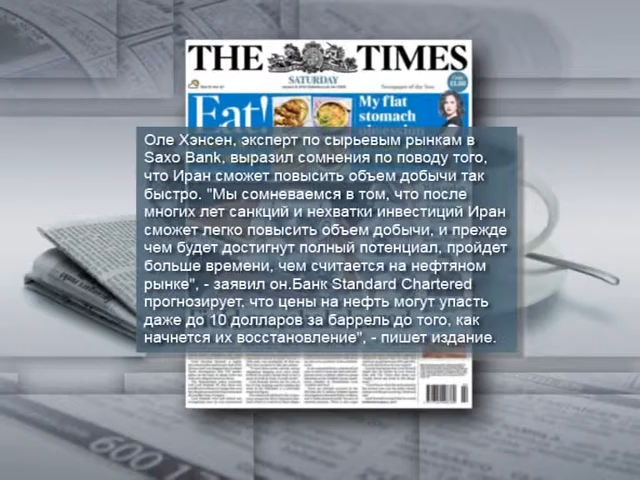 THE TIMES
SATURDAY
Eat!
My flat
stomach
obsession
Оле Хэнсен, эксперт по сырьевым рынкам в
Saxo Bank, выразил сомнения по поводу того,
что Иран сможет повысить объем добычи так
быстро. "Мы сомневаемся в том, что после
многих лет санкций и нехватки инвестиций Иран
сможет легко повысить объем добычи, и прежде
чем будет достигнут полный потенциал, пройдет
больше времени, чем считается на нефтяном
рынке", - заявил он.Банк Standard Chartered
прогнозирует, что цены на нефть могут упасть
даже до 10 долларов за баррель до того, как
начнется их восстановление", - пишет издание.